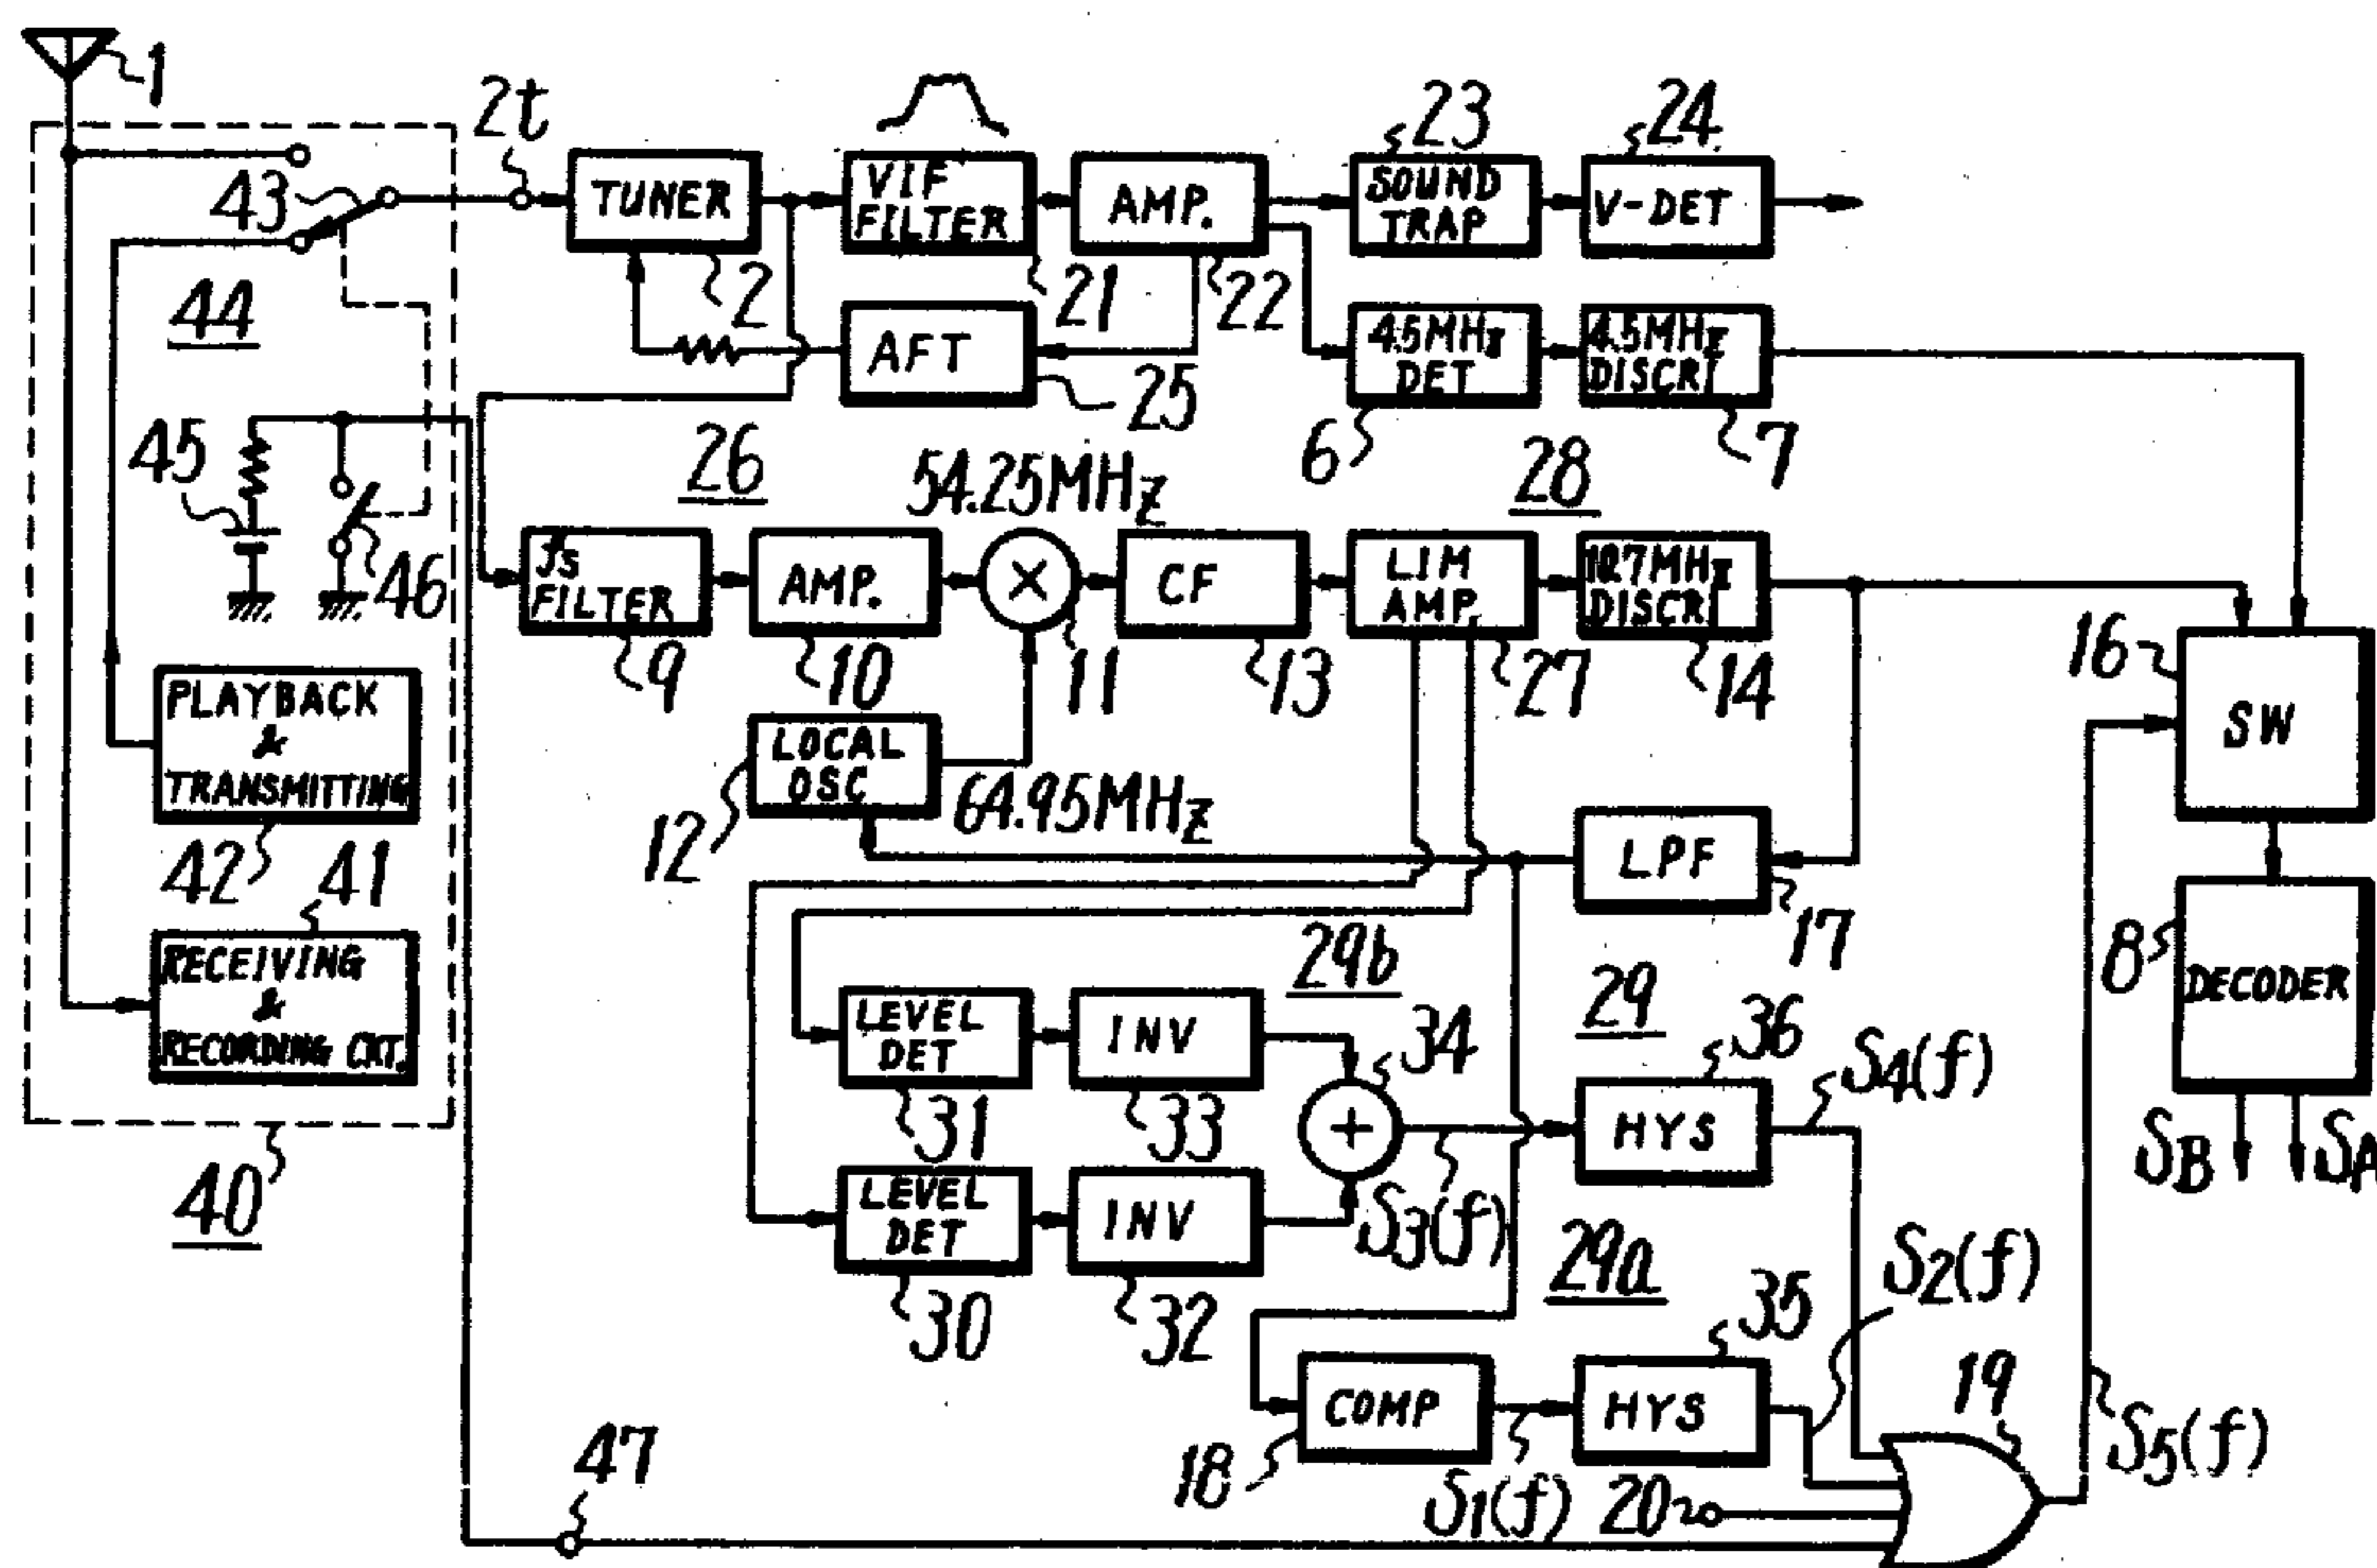 1
2t
23
24
43
TUNER
VIF
FILTER
AMP.
SOUND
TRAP
V-DET
44
2
21
22
AFT
4.5MHz
DET
4.5MHz
DISCRI
25
45
26
54.25MHz
6
28
7
46
fs
FILTER
AMP.
×
CF
LIM
AMP.
10.7MHz
DISCRI
9
10
11
13
27
14
16
SW
PLAYBACK
&
TRANSMITTING
LOCAL
OSC
64.95MHz
12
LPF
42
41
17
8
DECODER
RECEIVING
&
RECORDING CKT.
29b
29
LEVEL
DET
INV
34
36
S4(f)
31
33
+
HYS
SB
SA
40
LEVEL
DET
INV
S3(f)
29a
S2(f)
30
32
35
COMP
HYS
19
47
18
S1(f)
20
S5(f)